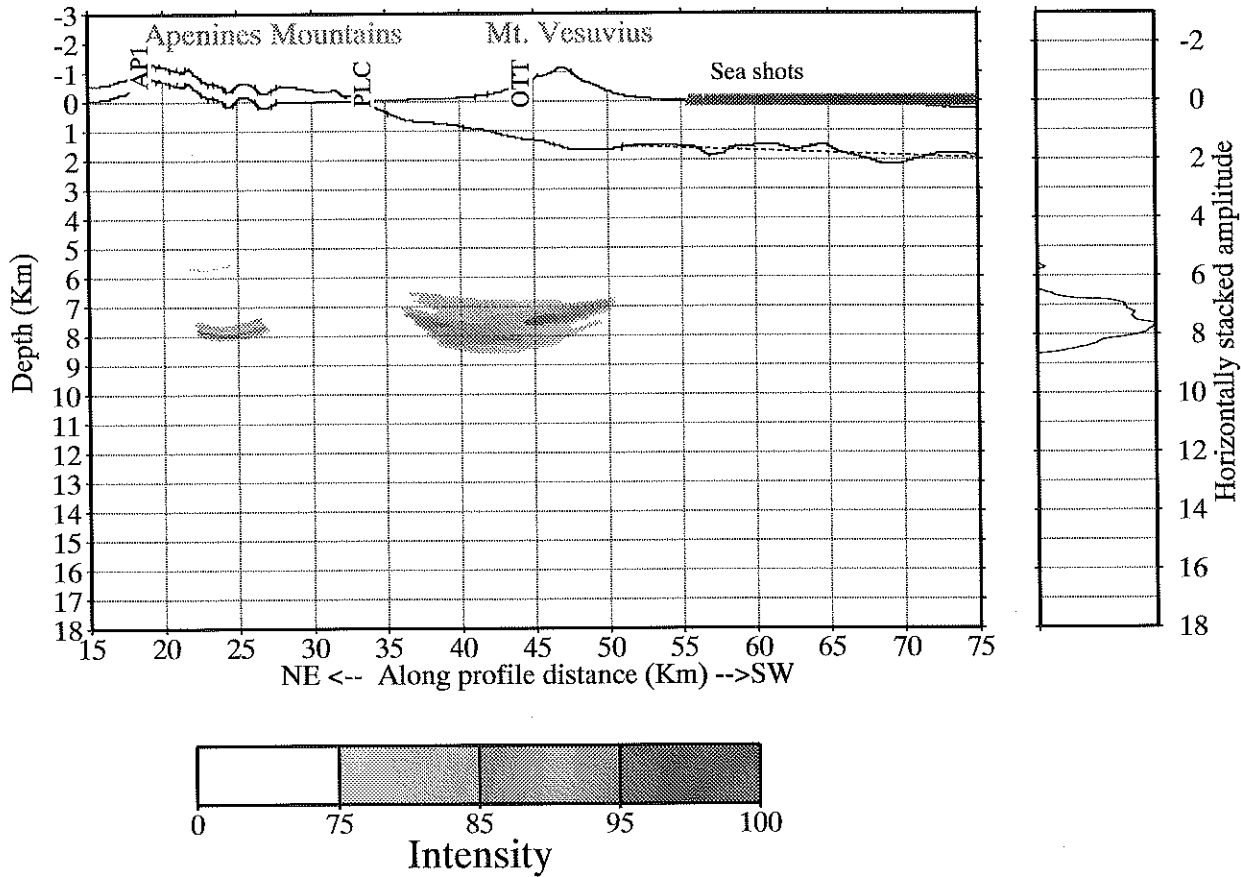 Apenines Mountains
Mt. Vesuvius
Sea shots
AP1
PLC
OTT
Depth (Km)
-3
-2
-1
0
1
2
3
4
5
6
7
8
9
10
11
12
13
14
15
16
17
18
15 20 25 30 35 40 45 50 55 60 65 70 75
NE <-- Along profile distance (Km) -->SW
-2
0
2
4
6
8
10
12
14
16
18
Horizontally stacked amplitude
0 75 85 95 100
Intensity